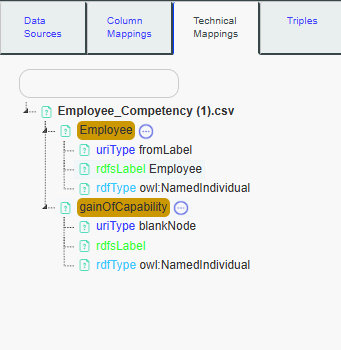 Data Sources
Column Mappings
Technical Mappings
Triples
Employee_Competency (1).csv
Employee
uriType fromLabel
rdfsLabel Employee
rdfType owl:NamedIndividual
gainOfCapability
uriType blankNode
rdfsLabel
rdfType owl:NamedIndividual